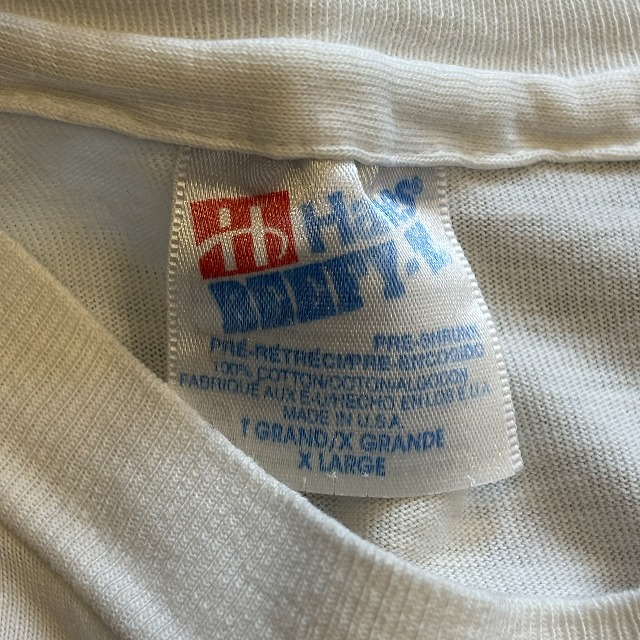 H Hanes®
BEEFY-T
PRE-SHRUNK
PRÉ-RÉTRÉCI/PRE-ENCOGIDO
100% COTTON/COTON/ALGODON
FABRIQUÉ AUX É.-U/HECHO EN LOS E.U.A.
MADE IN U.S.A.
T GRAND/X GRANDE
X LARGE